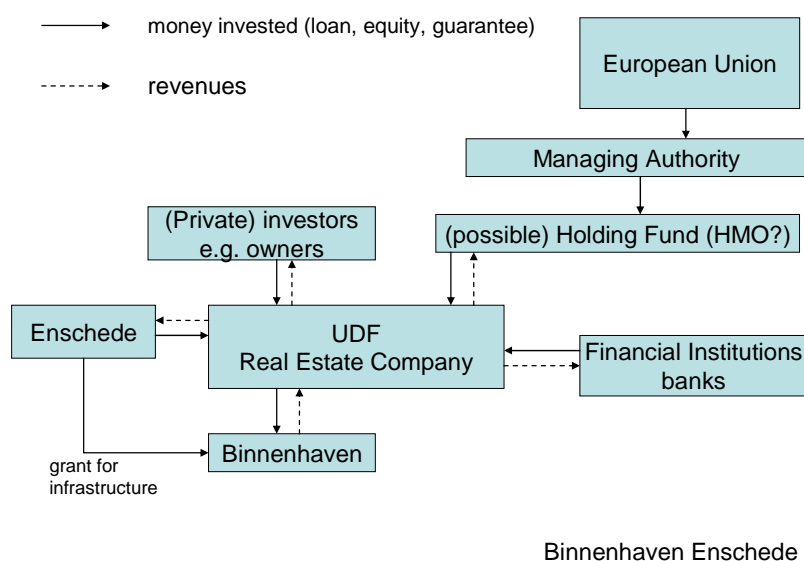 money invested (loan, equity, guarantee)
revenues
European Union
Managing Authority
(Private) investors
e.g. owners
(possible) Holding Fund (HMO?)
Enschede
UDF
Real Estate Company
Financial Institutions
banks
Binnenhaven
grant for
infrastructure
Binnenhaven Enschede